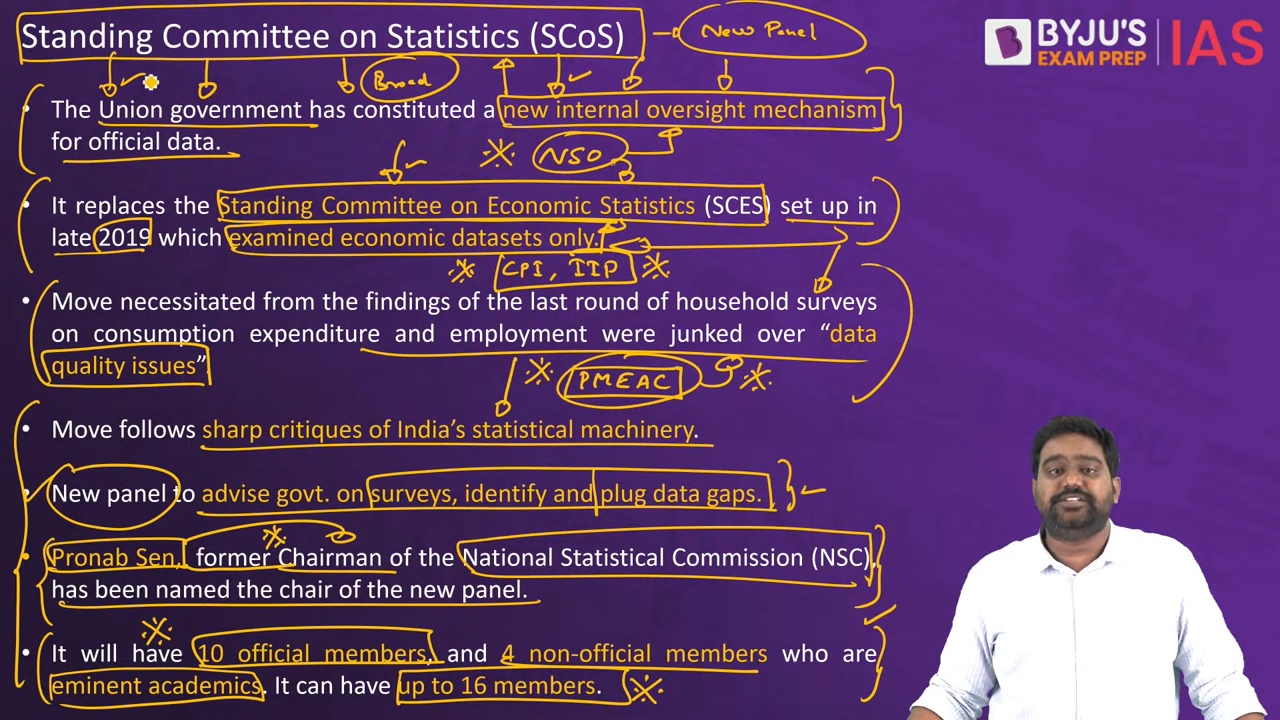 Standing Committee on Statistics (SCoS)
New Panel
BYJU'S IAS
EXAM PREP
Broad
• The Union government has constituted a new internal oversight mechanism
for official data.
NSO
• It replaces the Standing Committee on Economic Statistics (SCES) set up in
late 2019 which examined economic datasets only.
CPI, IIP
• Move necessitated from the findings of the last round of household surveys
on consumption expenditure and employment were junked over “data
quality issues”
PMEAC
• Move follows sharp critiques of India’s statistical machinery.
• New panel to advise govt. on surveys, identify and plug data gaps.
• Pronab Sen, former Chairman of the National Statistical Commission (NSC),
has been named the chair of the new panel.
• It will have 10 official members, and 4 non-official members who are
eminent academics. It can have up to 16 members.